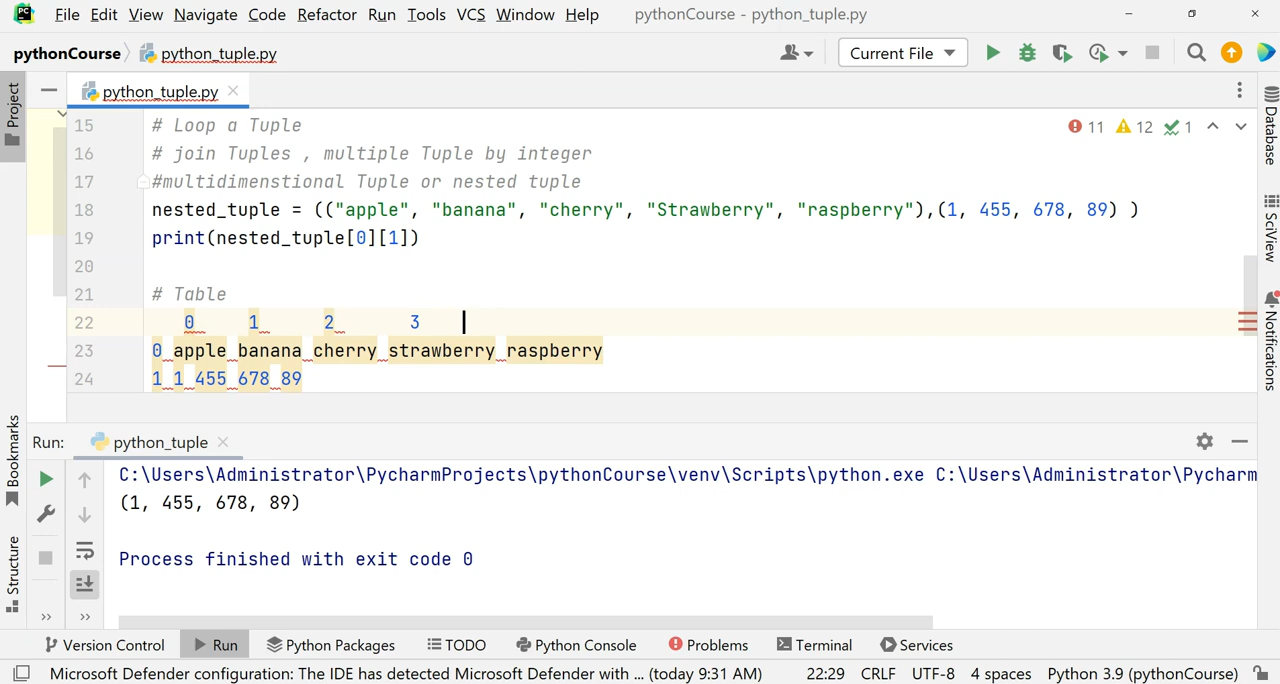 PC File Edit View Navigate Code Refactor Run Tools VCS Window Help pythonCourse - python_tuple.py
pythonCourse python_tuple.py Current File
Project
python_tuple.py
15 # Loop a Tuple 11 12 1
16 # join Tuples , multiple Tuple by integer
17 #multidimenstional Tuple or nested tuple
18 nested_tuple = (("apple", "banana", "cherry", "Strawberry", "raspberry"),(1, 455, 678, 89) )
19 print(nested_tuple[0][1])
20
21 # Table
22 0 1 2 3
23 0 apple banana cherry strawberry raspberry
24 1 1 455 678 89
Database
SciView
Notifications
Run: python_tuple
C:\Users\Administrator\PycharmProjects\pythonCourse\venv\Scripts\python.exe C:\Users\Administrator\Pycharm
(1, 455, 678, 89)
Process finished with exit code 0
Bookmarks
Structure
Version Control Run Python Packages TODO Python Console Problems Terminal Services
Microsoft Defender configuration: The IDE has detected Microsoft Defender with ... (today 9:31 AM) 22:29 CRLF UTF-8 4 spaces Python 3.9 (pythonCourse)